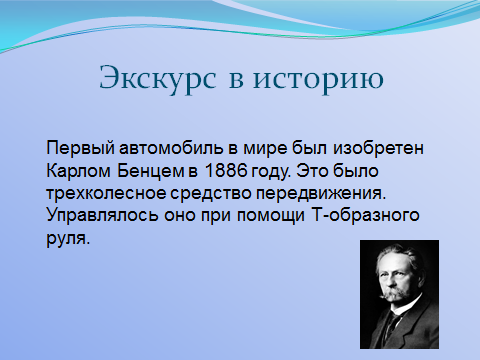 Экскурс в историю
Первый автомобиль в мире был изобретен
Карлом Бенцем в 1886 году. Это было
трехколесное средство передвижения.
Управлялось оно при помощи Т-образного
руля.